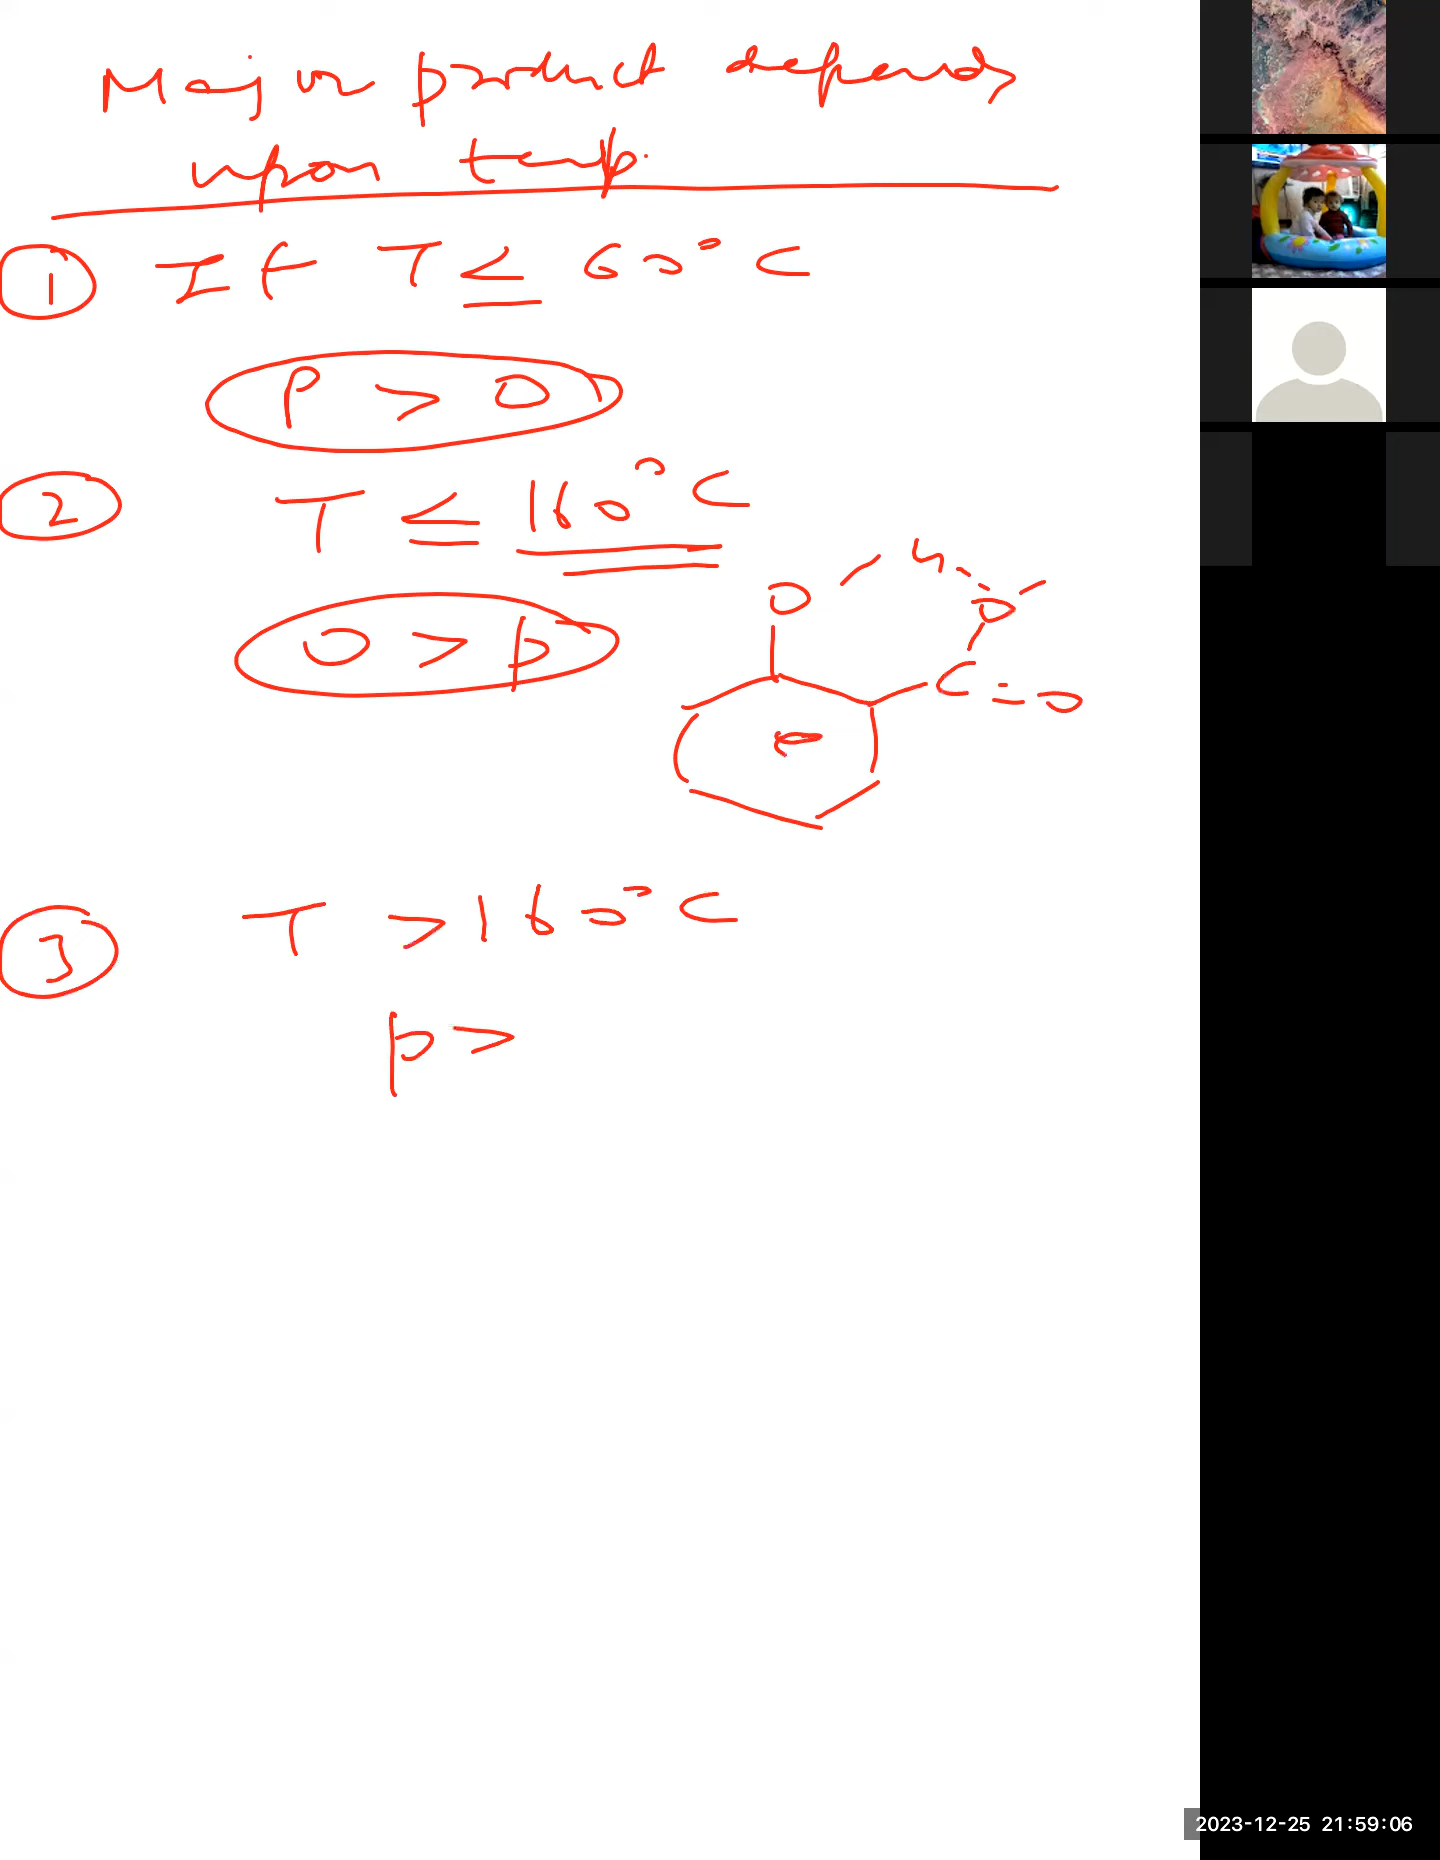 Major product depends
upon temp.
1 If T ≤ 60° C
P > O
2 T ≤ 160° C
O > p
O H O
C = O
3 T > 160° C
p >
2023-12-25 21:59:06